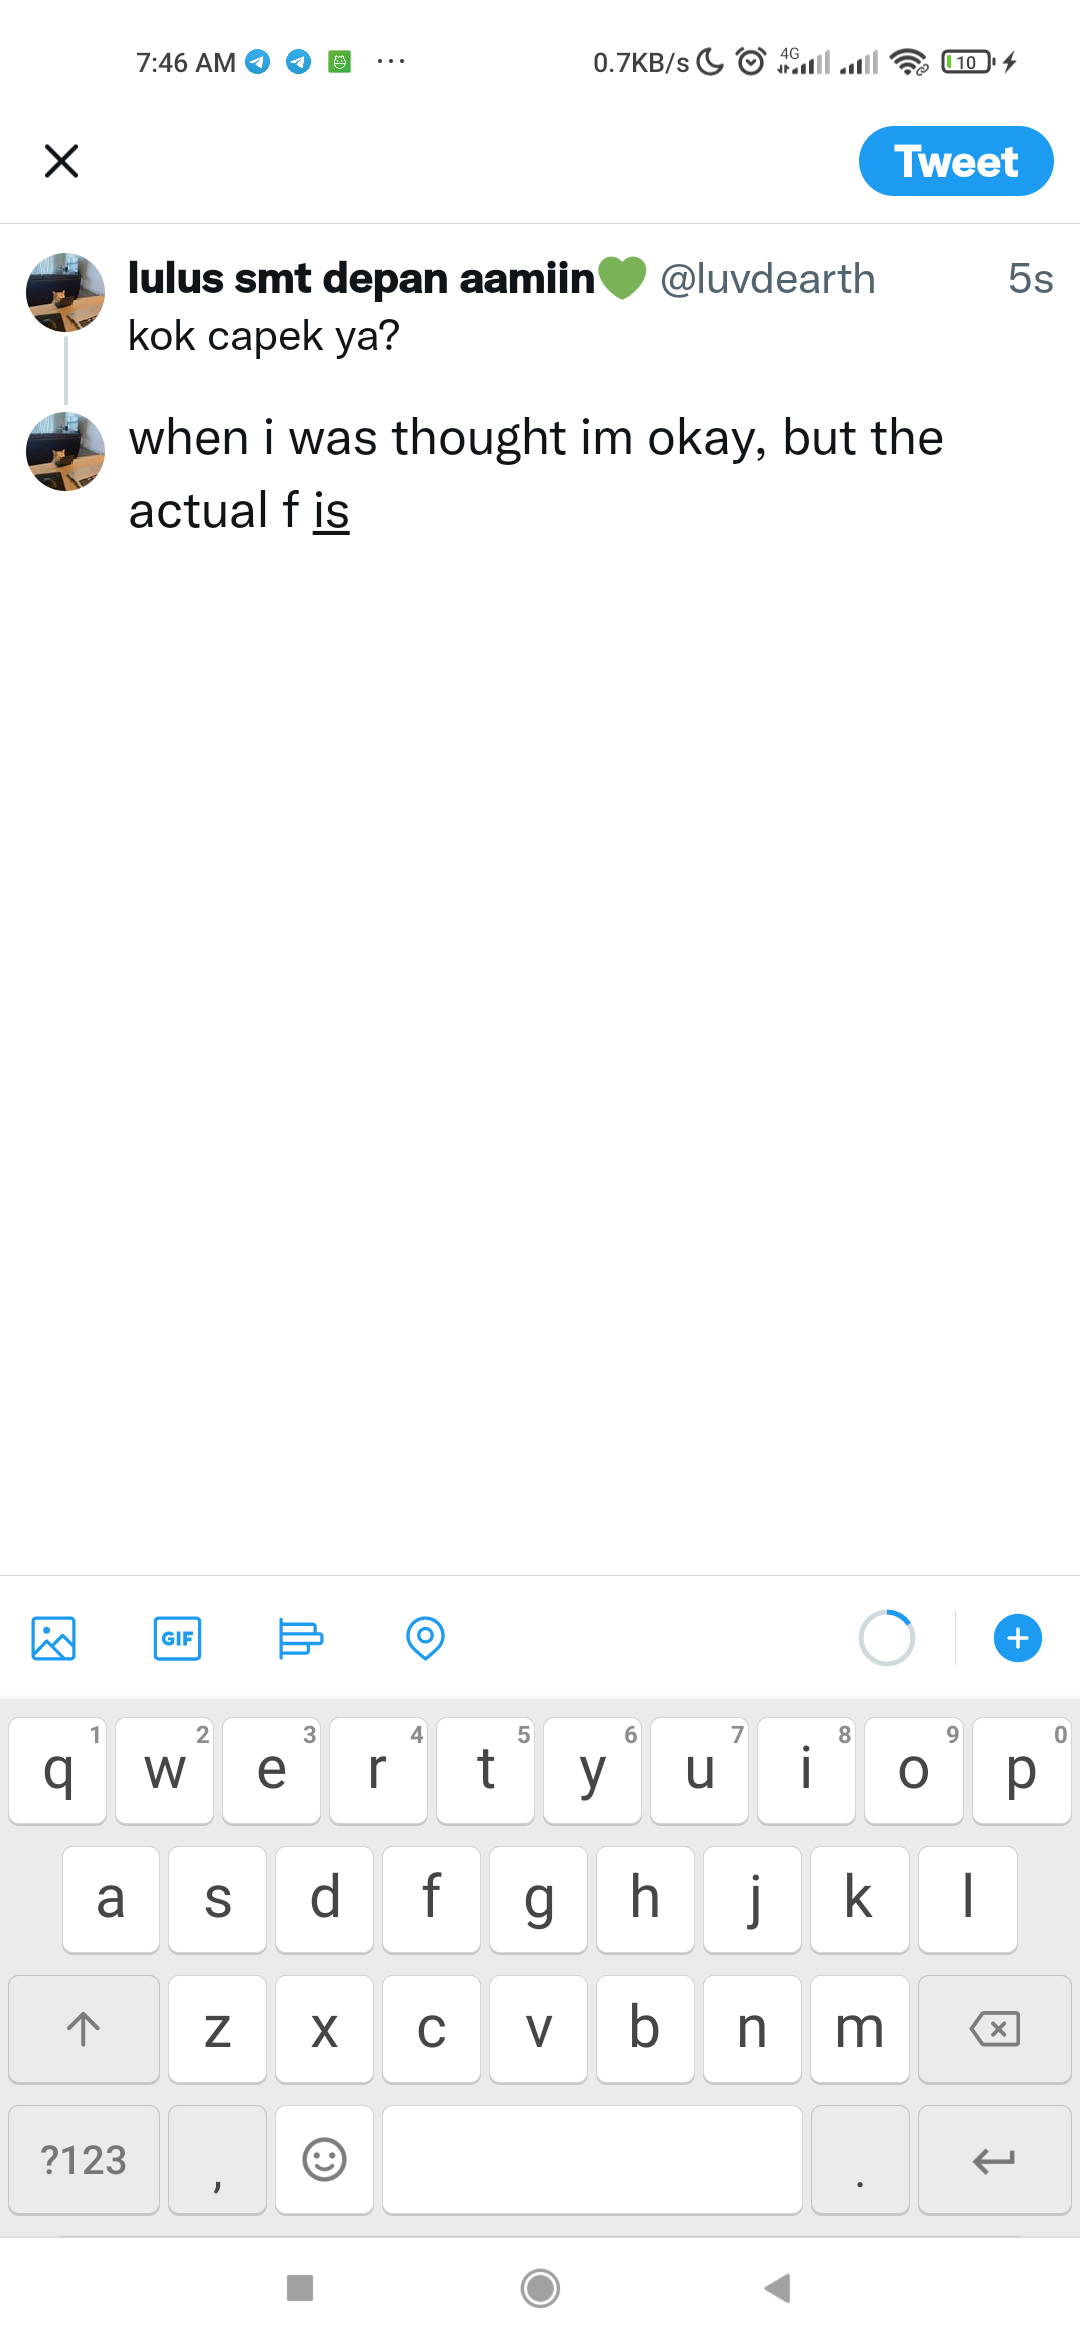 7:46 AM ... 0.7KB/s 4G 10
Tweet
lulus smt depan aamiin💚 @luvdearth 5s
kok capek ya?
when i was thought im okay, but the
actual f is
GIF
1 2 3 4 5 6 7 8 9 0
q w e r t y u i o p
a s d f g h j k l
z x c v b n m
?123 , .